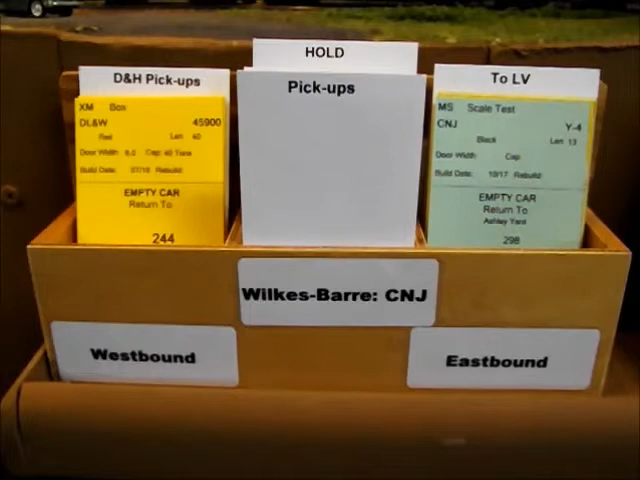 D&H Pick-ups
XM Box
DL&W 45900
Red Len 40
Door Width: 6.0 Cap: 40 Tons
Build Date: 07/18 Rebuild
EMPTY CAR
Return To
244
HOLD
Pick-ups
To LV
MS Scale Test
CNJ Y-4
Black Len 13
Door Width: Cap:
Build Date: 10/17 Rebuild
EMPTY CAR
Return To
Ashley Yard
298
Wilkes-Barre: CNJ
Westbound
Eastbound